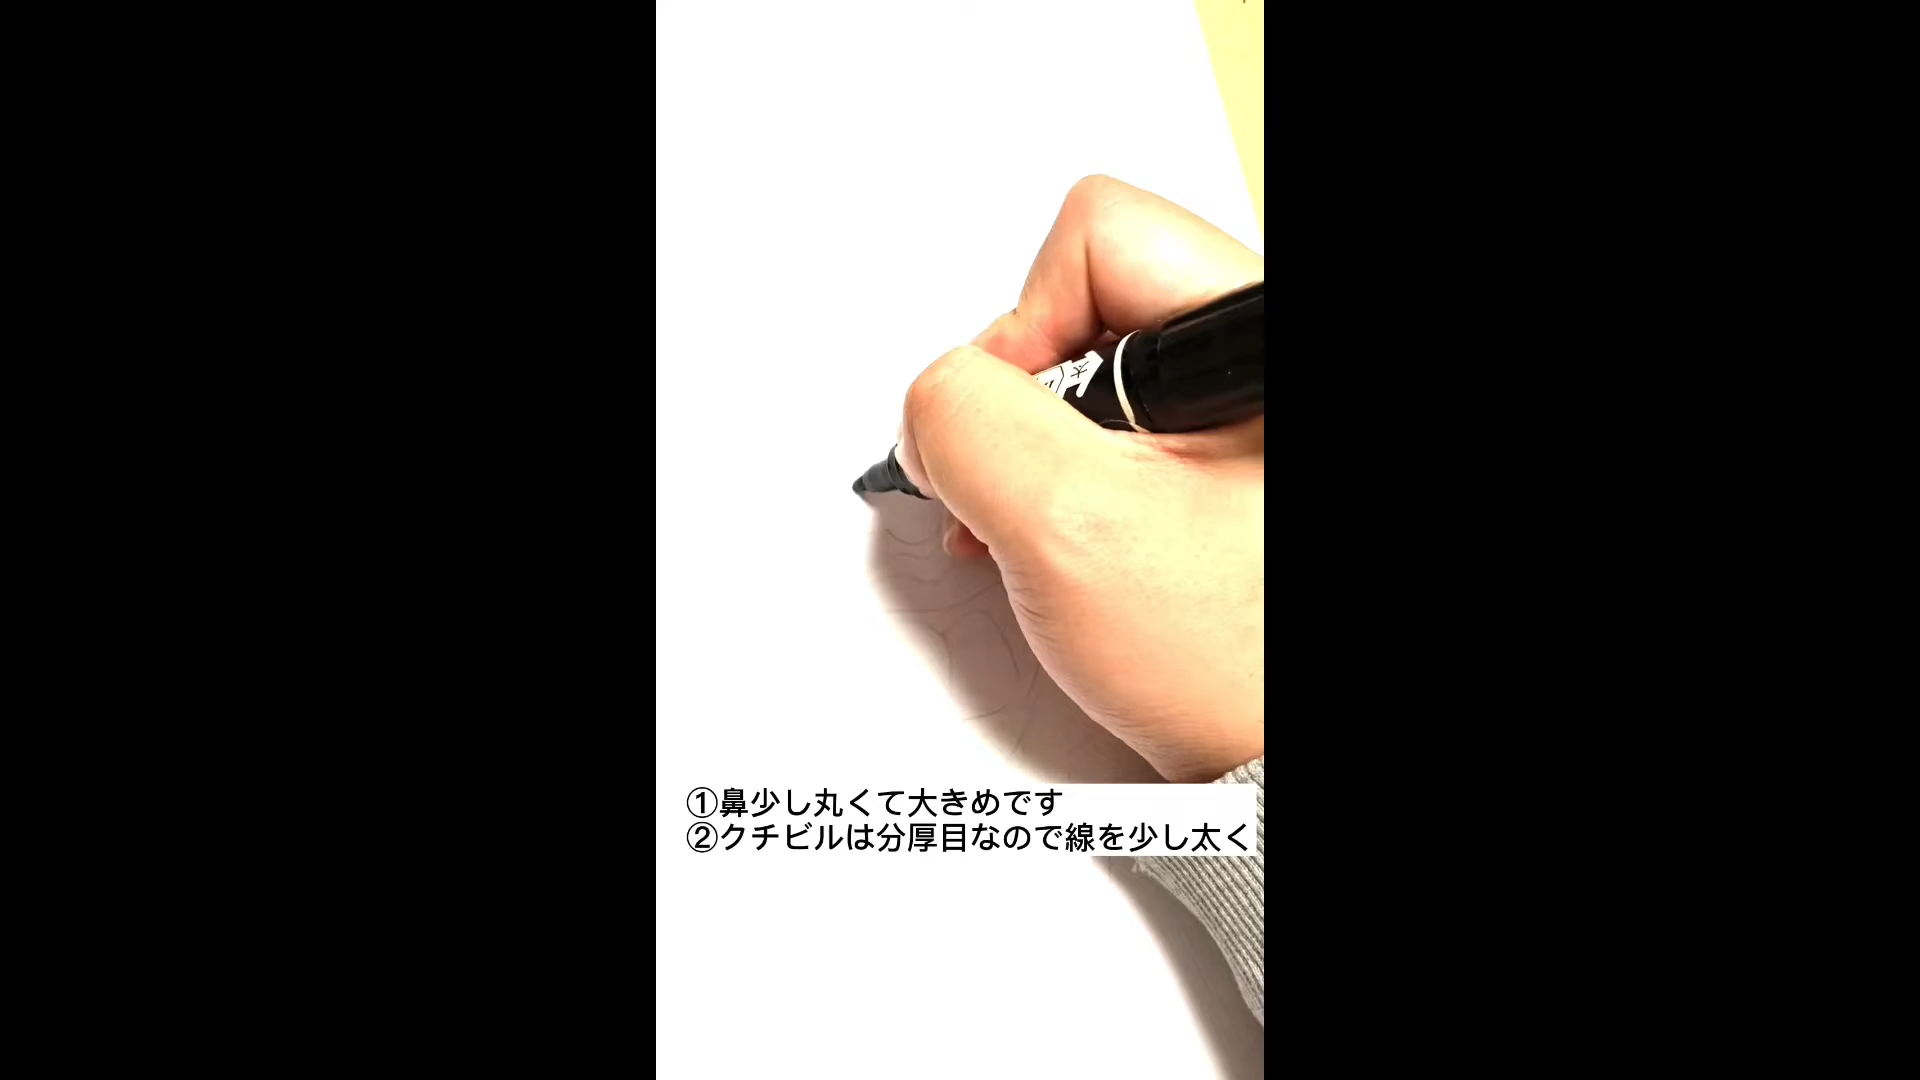 太
①鼻少し丸くて大きめです
②クチビルは分厚目なので線を少し太く